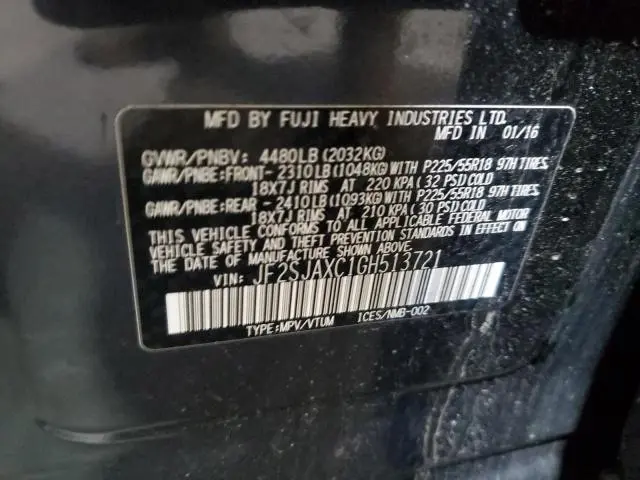 MFD BY FUJI HEAVY INDUSTRIES LTD.
MFD IN 01/16
GVWR/PNBV: 4480LB(2032KG)
GAWR/PNBE:FRONT- 2310LB(1048KG)WITH P225/55R18 97H TIRES
18X7J RIMS AT 220 KPA(32 PSI)COLD
GAWR/PNBE:REAR - 2410LB(1093KG)WITH P225/55R18 97H TIRES
18X7J RIMS AT 210 KPA(30 PSI)COLD
THIS VEHICLE CONFORMS TO ALL APPLICABLE FEDERAL MOTOR
VEHICLE SAFETY AND THEFT PREVENTION STANDARDS IN EFFECT ON
THE DATE OF MANUFACTURE SHOWN ABOVE.
VIN: JF2SJAXC1GH513721
TYPE:MPV/VTUM ICES/NMB-002